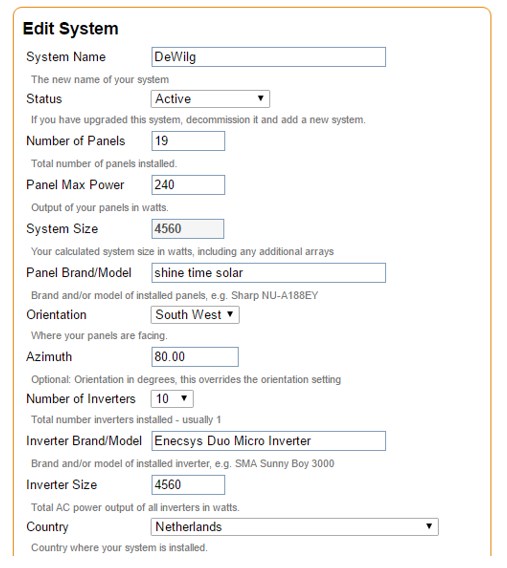 Edit System
System Name DeWilg
The new name of your system
Status Active
If you have upgraded this system, decommission it and add a new system.
Number of Panels 19
Total number of panels installed.
Panel Max Power 240
Output of your panels in watts.
System Size 4560
Your calculated system size in watts, including any additional arrays
Panel Brand/Model shine time solar
Brand and/or model of installed panels, e.g. Sharp NU-A188EY
Orientation South West
Where your panels are facing.
Azimuth 80.00
Optional: Orientation in degrees, this overrides the orientation setting
Number of Inverters 10
Total number inverters installed - usually 1
Inverter Brand/Model Enecsys Duo Micro Inverter
Brand and/or model of installed inverter, e.g. SMA Sunny Boy 3000
Inverter Size 4560
Total AC power output of all inverters in watts.
Country Netherlands
Country where your system is installed.